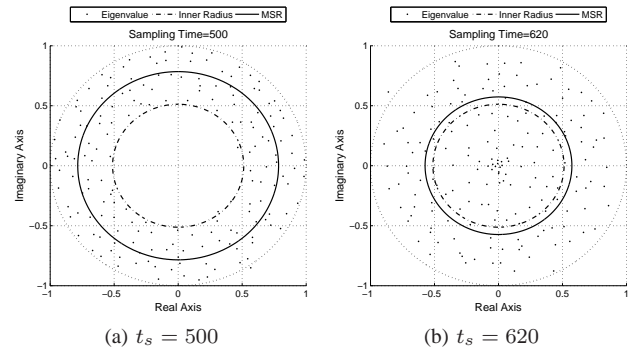 Eigenvalue Inner Radius MSR
Sampling Time=500
1
0.5
0
−0.5
−1
−1 −0.5 0 0.5 1
Imaginary Axis
Real Axis
(a) t_s = 500
Eigenvalue Inner Radius MSR
Sampling Time=620
1
0.5
0
−0.5
−1
−1 −0.5 0 0.5 1
Imaginary Axis
Real Axis
(b) t_s = 620